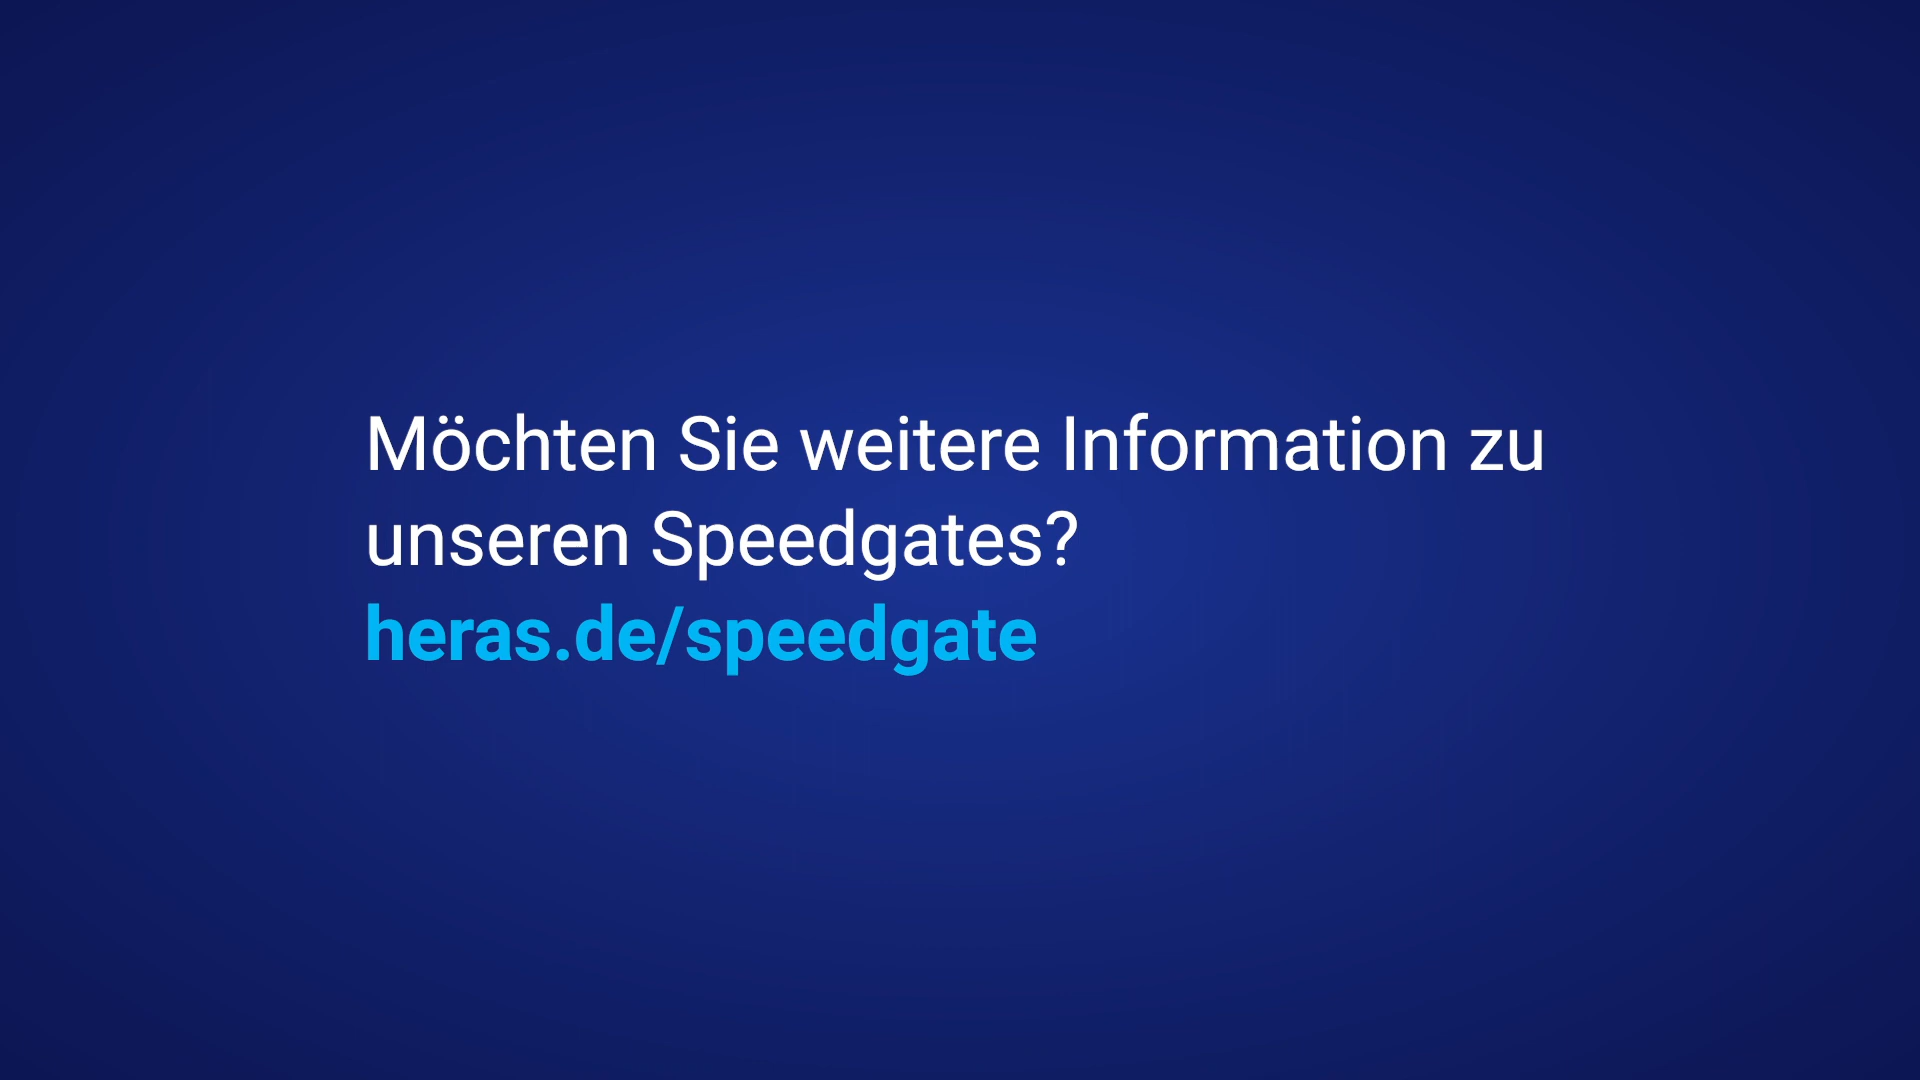 Möchten Sie weitere Information zu
unseren Speedgates?
heras.de/speedgate